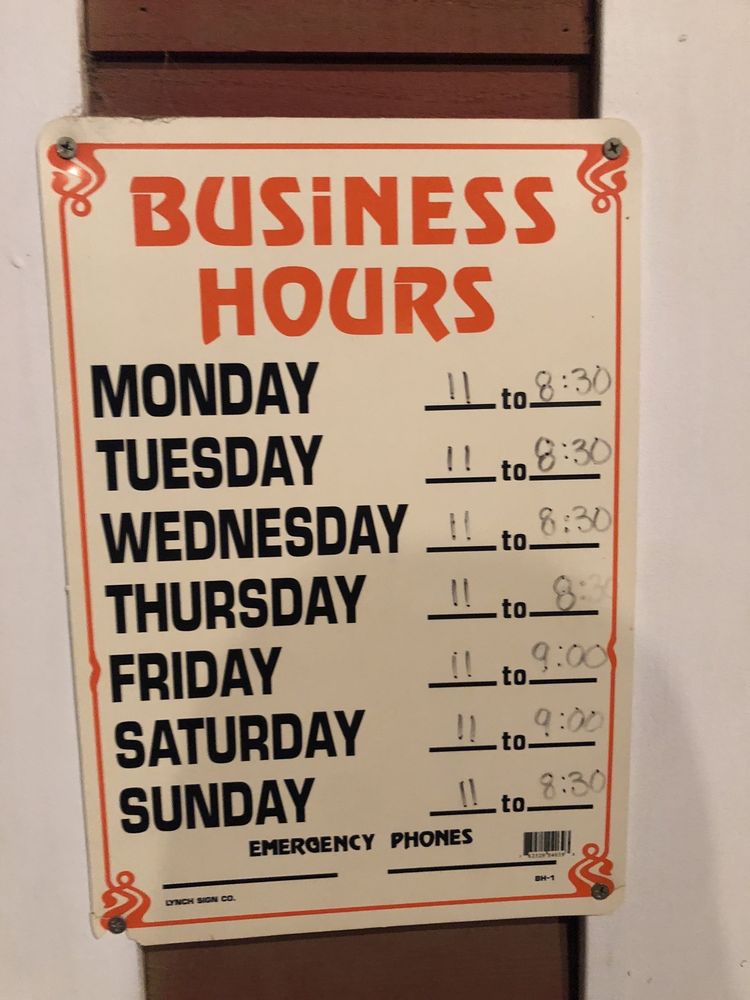 BUSINESS
HOURS
MONDAY 11 to 8:30
TUESDAY 11 to 8:30
WEDNESDAY 11 to 8:30
THURSDAY 11 to 8:30
FRIDAY 11 to 9:00
SATURDAY 11 to 9:00
SUNDAY 11 to 8:30
EMERGENCY PHONES
BH-1
LYNCH SIGN CO.